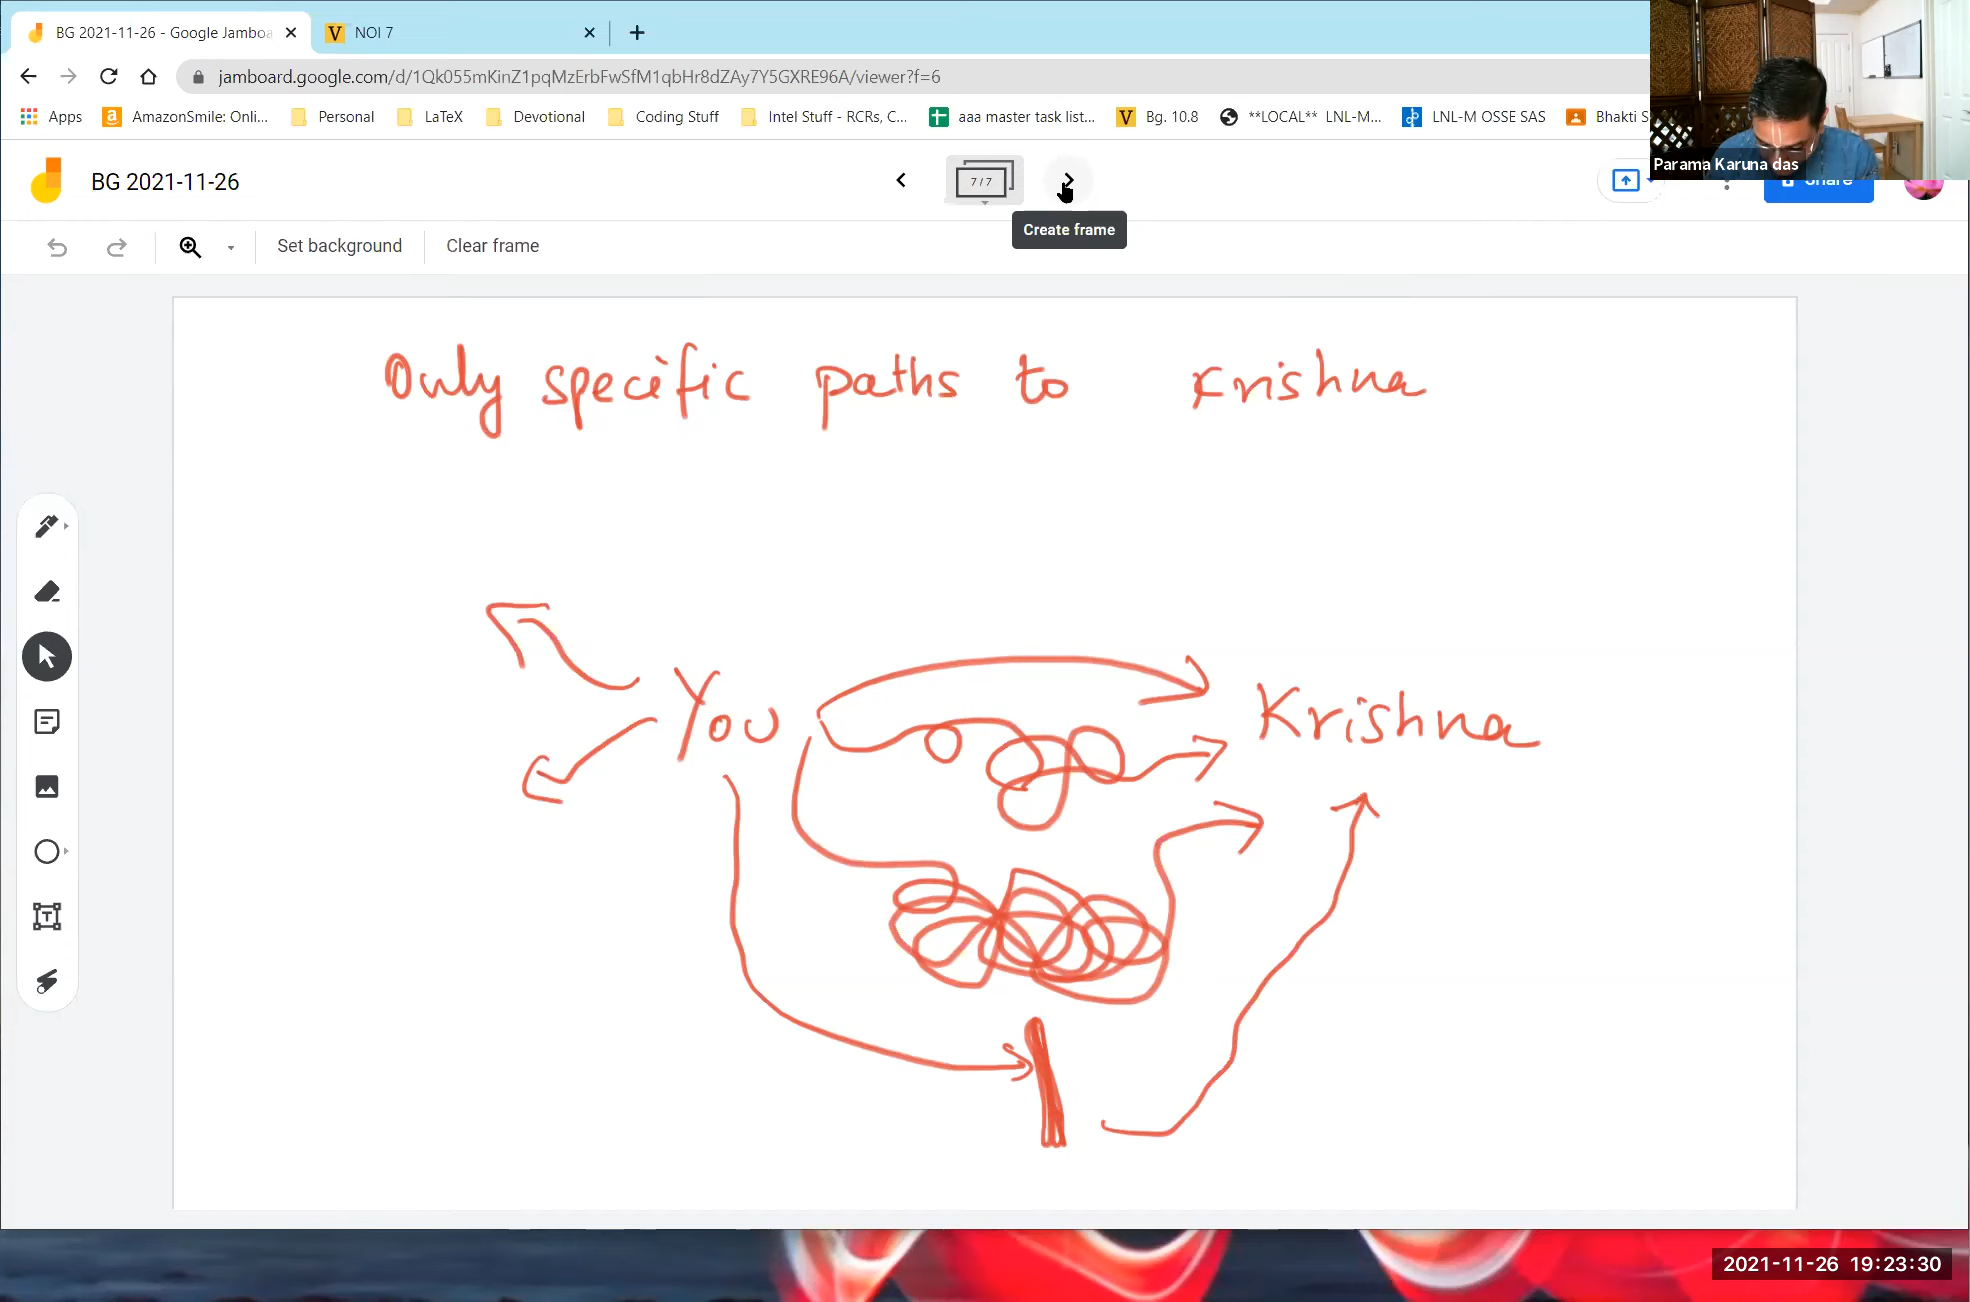 BG 2021-11-26 - Google Jamboa
NOI 7
jamboard.google.com/d/1Qk055mKinZ1pqMzErbFwSfM1qbHr8dZAy7Y5GXRE96A/viewer?f=6
Apps AmazonSmile: Onli... Personal LaTeX Devotional Coding Stuff Intel Stuff - RCRs, C... aaa master task list... Bg. 10.8 **LOCAL** LNL-M... LNL-M OSSE SAS Bhakti S
Parama Karuna das
BG 2021-11-26
7/7
Share
Create frame
Set background Clear frame
Only specific paths to Krishna
You Krishna
2021-11-26 19:23:30